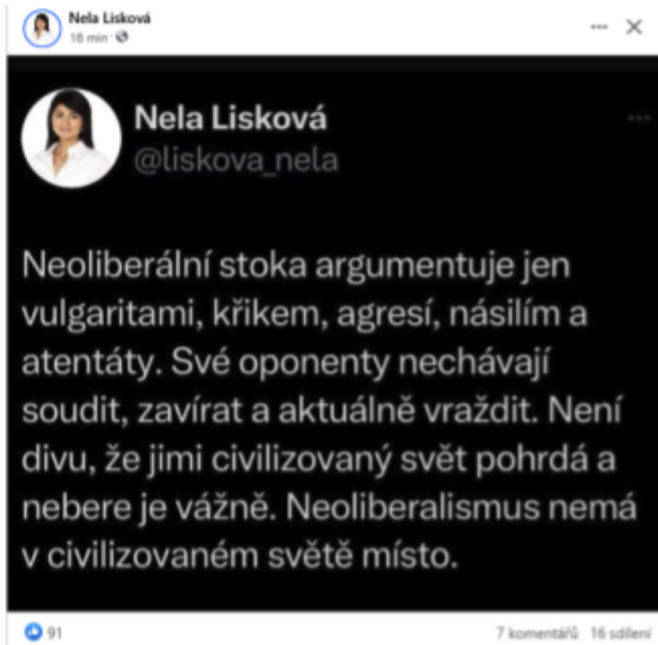 Nela Lisková
16 min ·
Nela Lisková
@liskova_nela
Neoliberální stoka argumentuje jen
vulgaritami, křikem, agresí, násilím a
atentáty. Své oponenty nechávají
soudit, zavírat a aktuálně vraždit. Není
divu, že jimi civilizovaný svět pohrdá a
nebere je vážně. Neoliberalismus nemá
v civilizovaném světě místo.
91 7 komentářů 16 sdílení